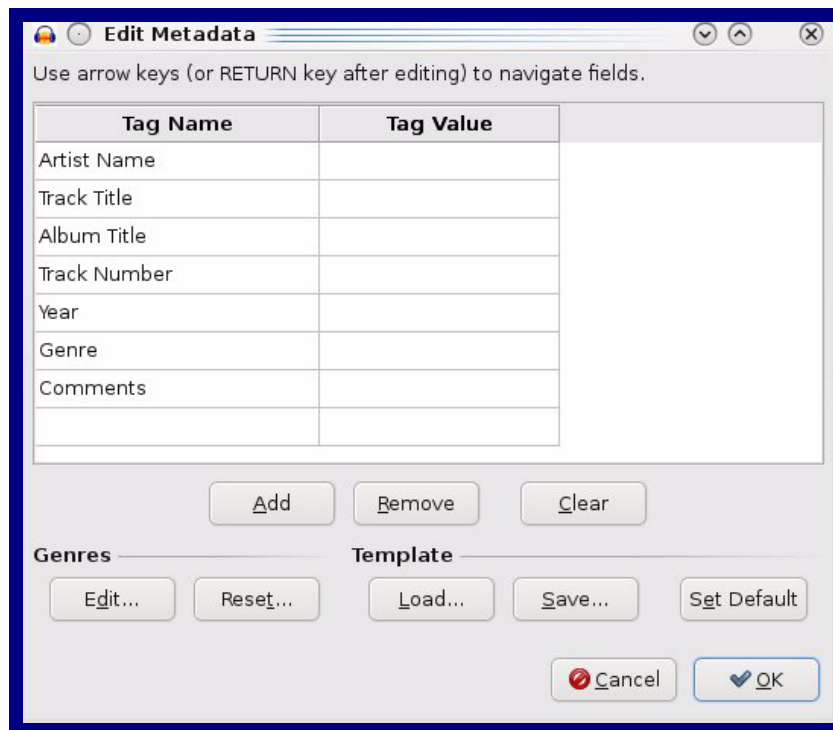 Edit Metadata
Use arrow keys (or RETURN key after editing) to navigate fields.
Tag Name Tag Value
Artist Name
Track Title
Album Title
Track Number
Year
Genre
Comments
Add Remove Clear
Genres Template
Edit... Reset... Load... Save... Set Default
Cancel OK